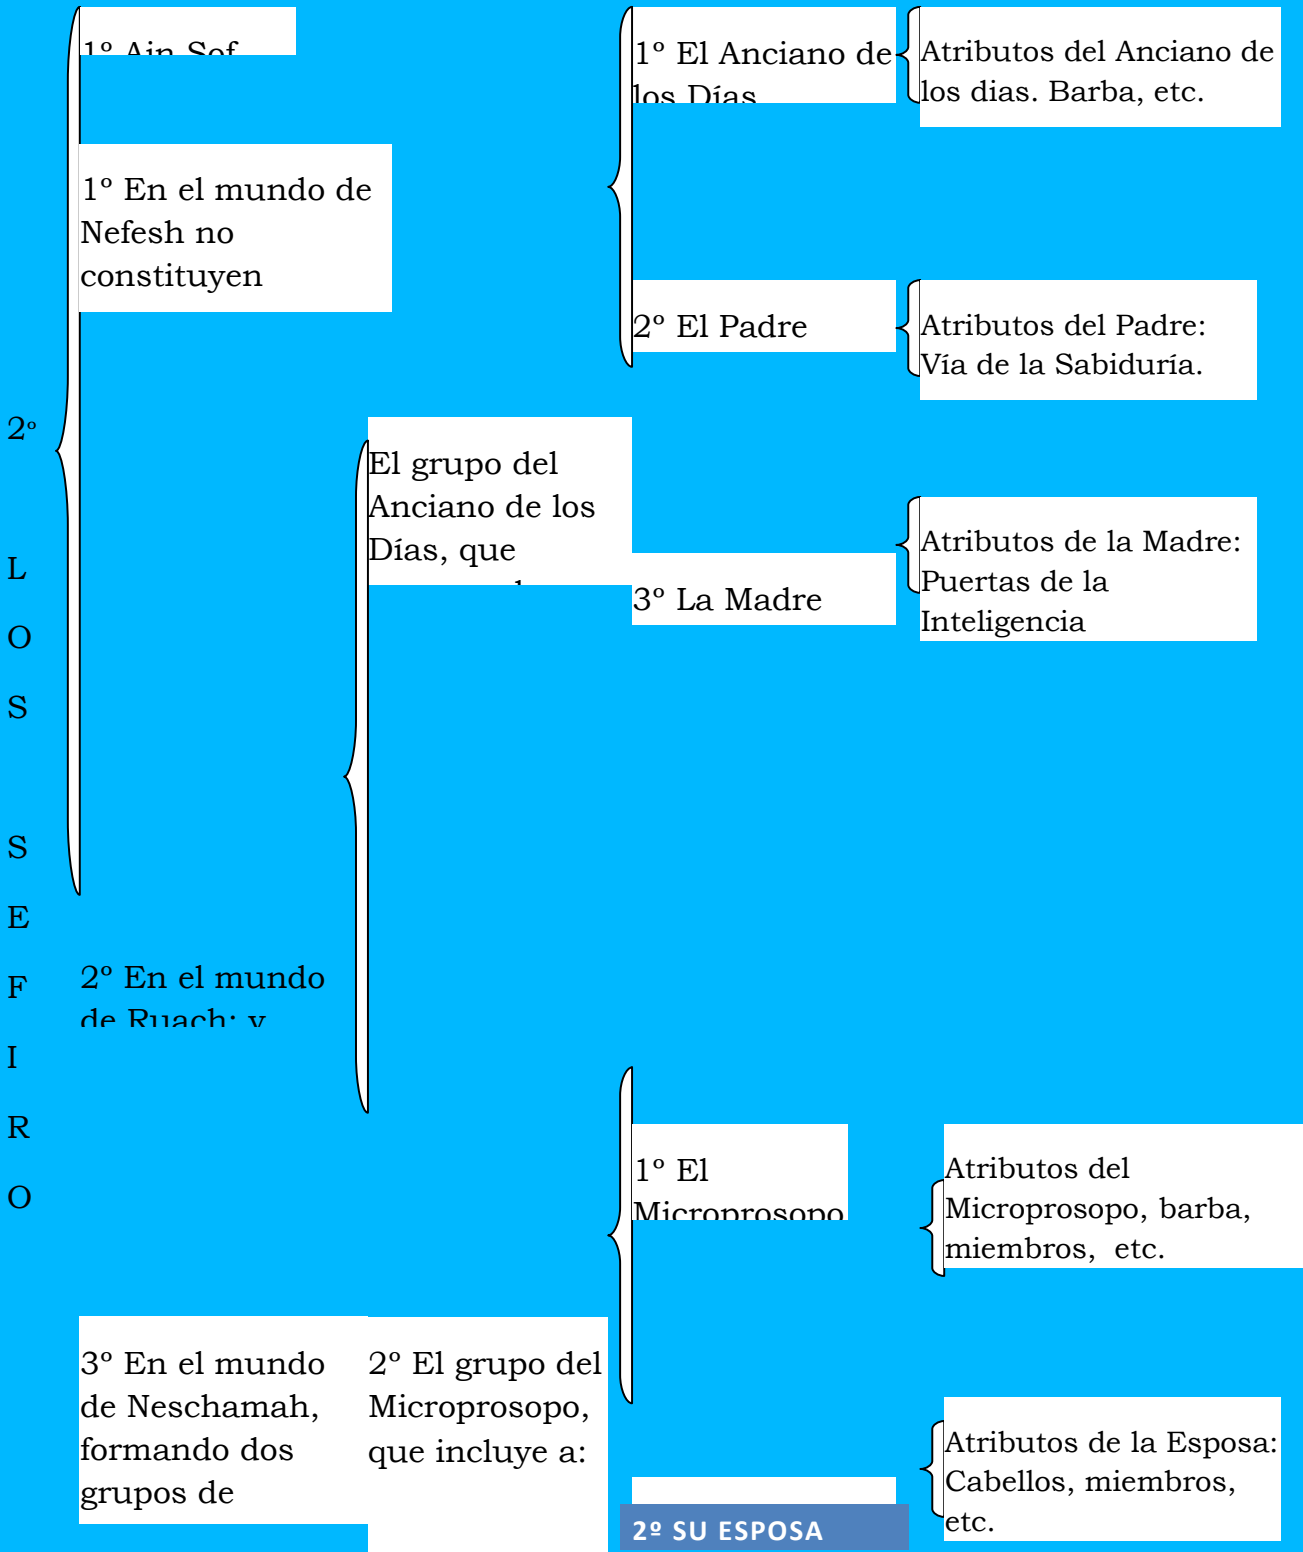 2º
L
O
S
S
E
F
I
R
O
1º Ain Sof
1º En el mundo de
Nefesh no
constituyen
2º En el mundo
de Ruach; y
3º En el mundo
de Neschamah,
formando dos
grupos de
El grupo del
Anciano de los
Días, que
2º El grupo del
Microprosopo,
que incluye a:
1º El Anciano de
los Días
2º El Padre
3º La Madre
1º El
Microprosopo
2º SU ESPOSA
Atributos del Anciano de
los dias. Barba, etc.
Atributos del Padre:
Vía de la Sabiduría.
Atributos de la Madre:
Puertas de la
Inteligencia
Atributos del
Microprosopo, barba,
miembros, etc.
Atributos de la Esposa:
Cabellos, miembros,
etc.